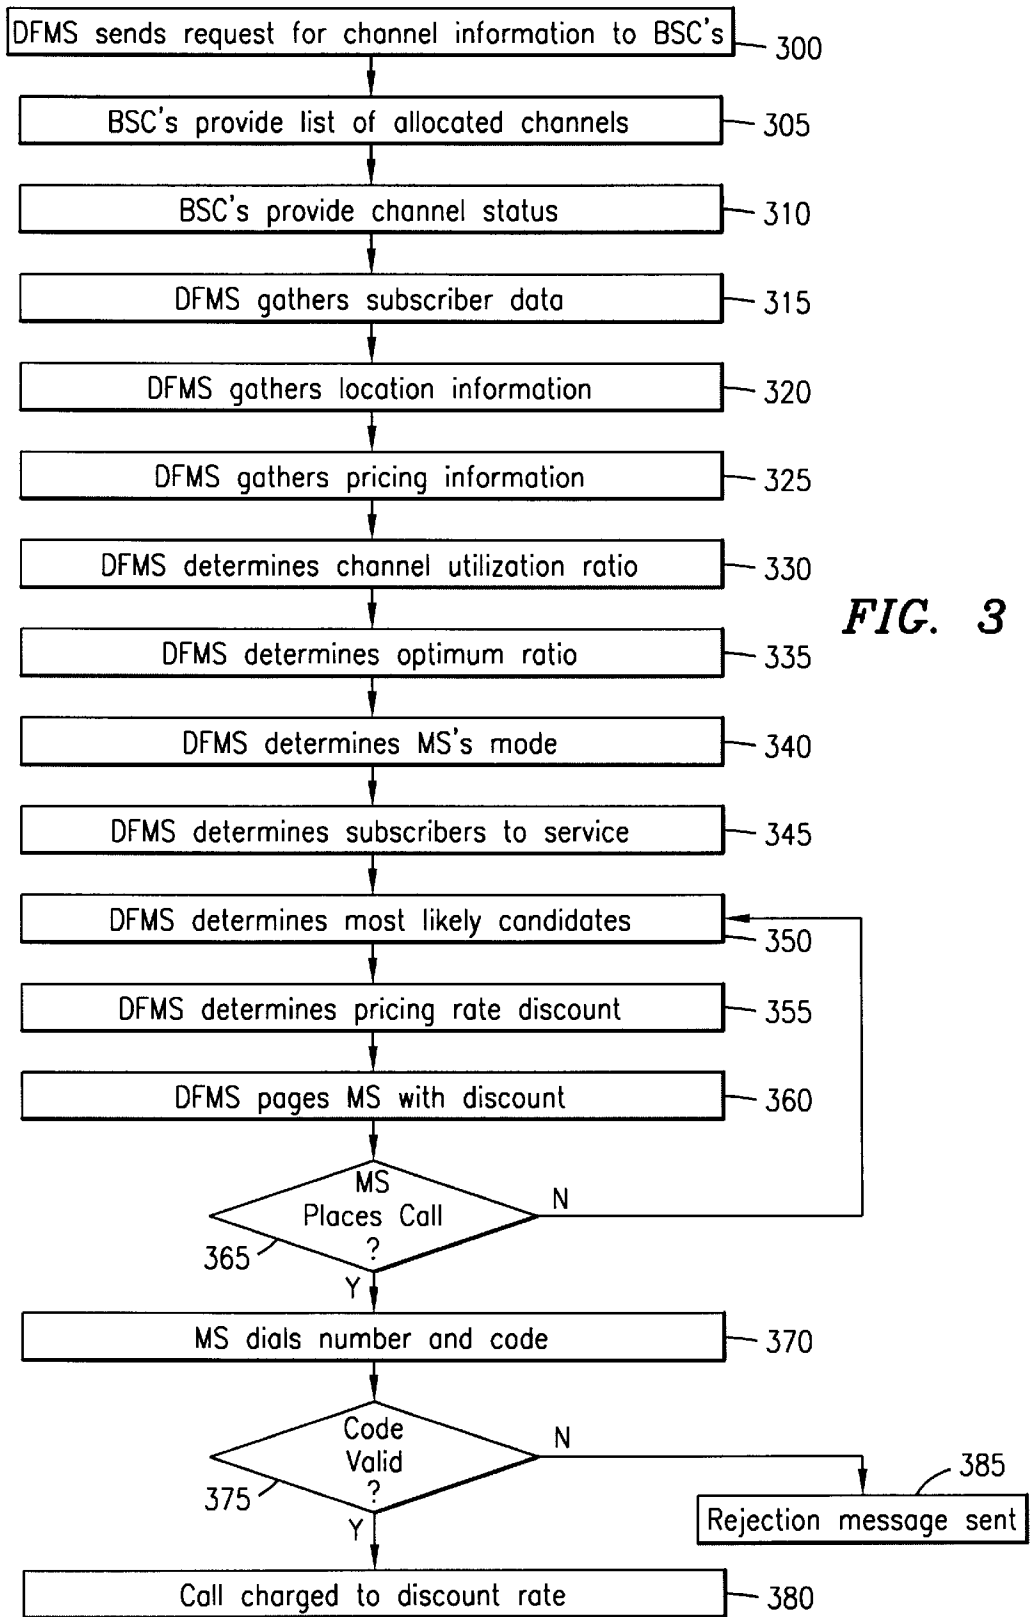 DFMS sends request for channel information to BSC's
300
BSC's provide list of allocated channels
305
BSC's provide channel status
310
DFMS gathers subscriber data
315
DFMS gathers location information
320
DFMS gathers pricing information
325
DFMS determines channel utilization ratio
330
FIG. 3
DFMS determines optimum ratio
335
DFMS determines MS's mode
340
DFMS determines subscribers to service
345
DFMS determines most likely candidates
350
DFMS determines pricing rate discount
355
DFMS pages MS with discount
360
MS
Places Call
?
N
365
Y
MS dials number and code
370
Code
Valid
?
N
375
Y
385
Rejection message sent
Call charged to discount rate
380